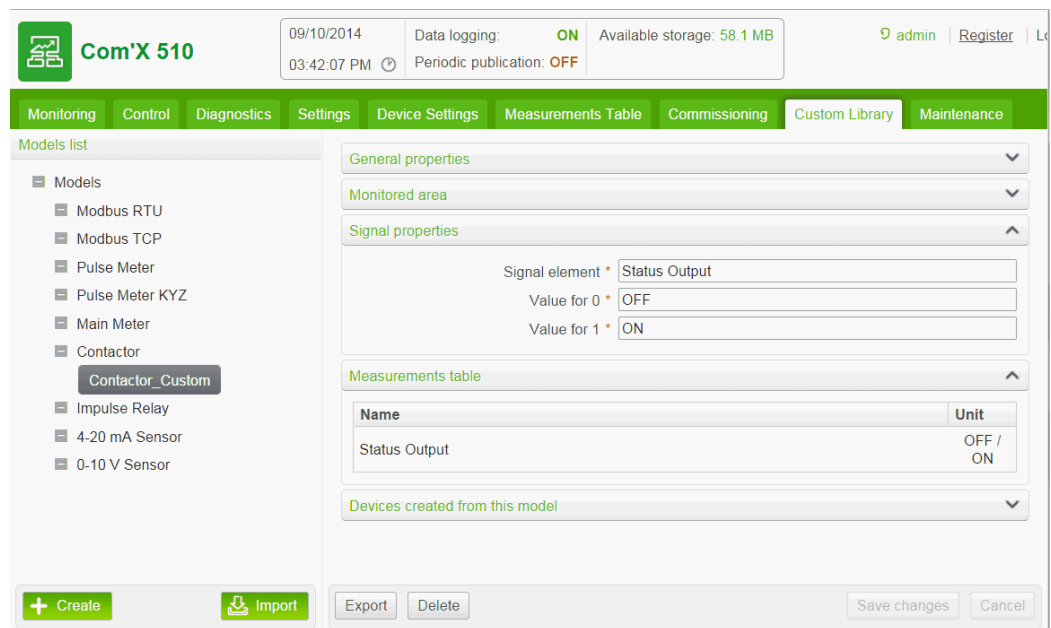 Com'X 510
09/10/2014
03:42:07 PM
Data logging: ON
Periodic publication: OFF
Available storage: 58.1 MB
admin
Register
Monitoring Control Diagnostics Settings Device Settings Measurements Table Commissioning Custom Library Maintenance
Models list
Models
Modbus RTU
Modbus TCP
Pulse Meter
Pulse Meter KYZ
Main Meter
Contactor
Contactor_Custom
Impulse Relay
4-20 mA Sensor
0-10 V Sensor
Create Import
General properties
Monitored area
Signal properties
Signal element * Status Output
Value for 0 * OFF
Value for 1 * ON
Measurements table
Name Unit
Status Output OFF /
ON
Devices created from this model
Export Delete Save changes Cancel